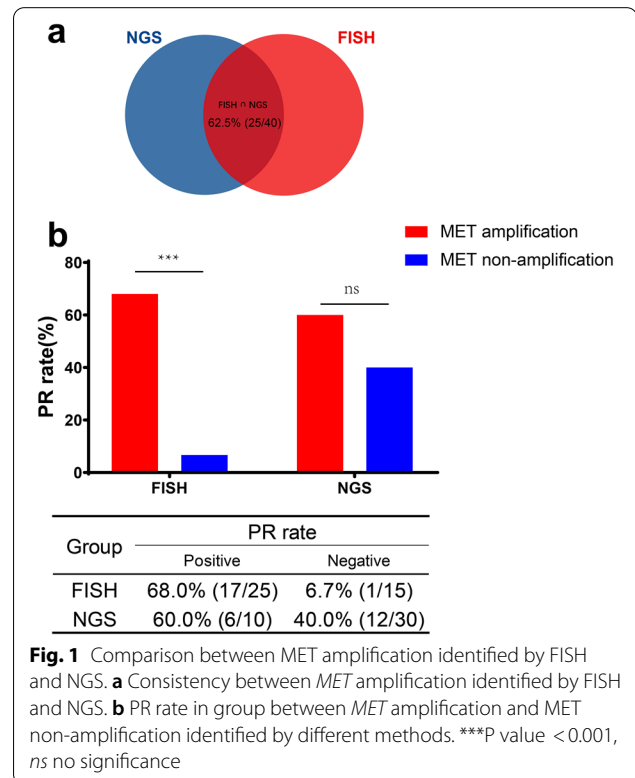 a
NGS
FISH
FISH ∩ NGS
62.5% (25/40)
b
MET amplification
MET non-amplification
PR rate(%)
80
60
40
20
0
***
ns
FISH
NGS
Group
PR rate
Positive
Negative
FISH 68.0% (17/25) 6.7% (1/15)
NGS 60.0% (6/10) 40.0% (12/30)
Fig. 1 Comparison between MET amplification identified by FISH
and NGS. a Consistency between MET amplification identified by FISH
and NGS. b PR rate in group between MET amplification and MET
non-amplification identified by different methods. ***P value < 0.001,
ns no significance